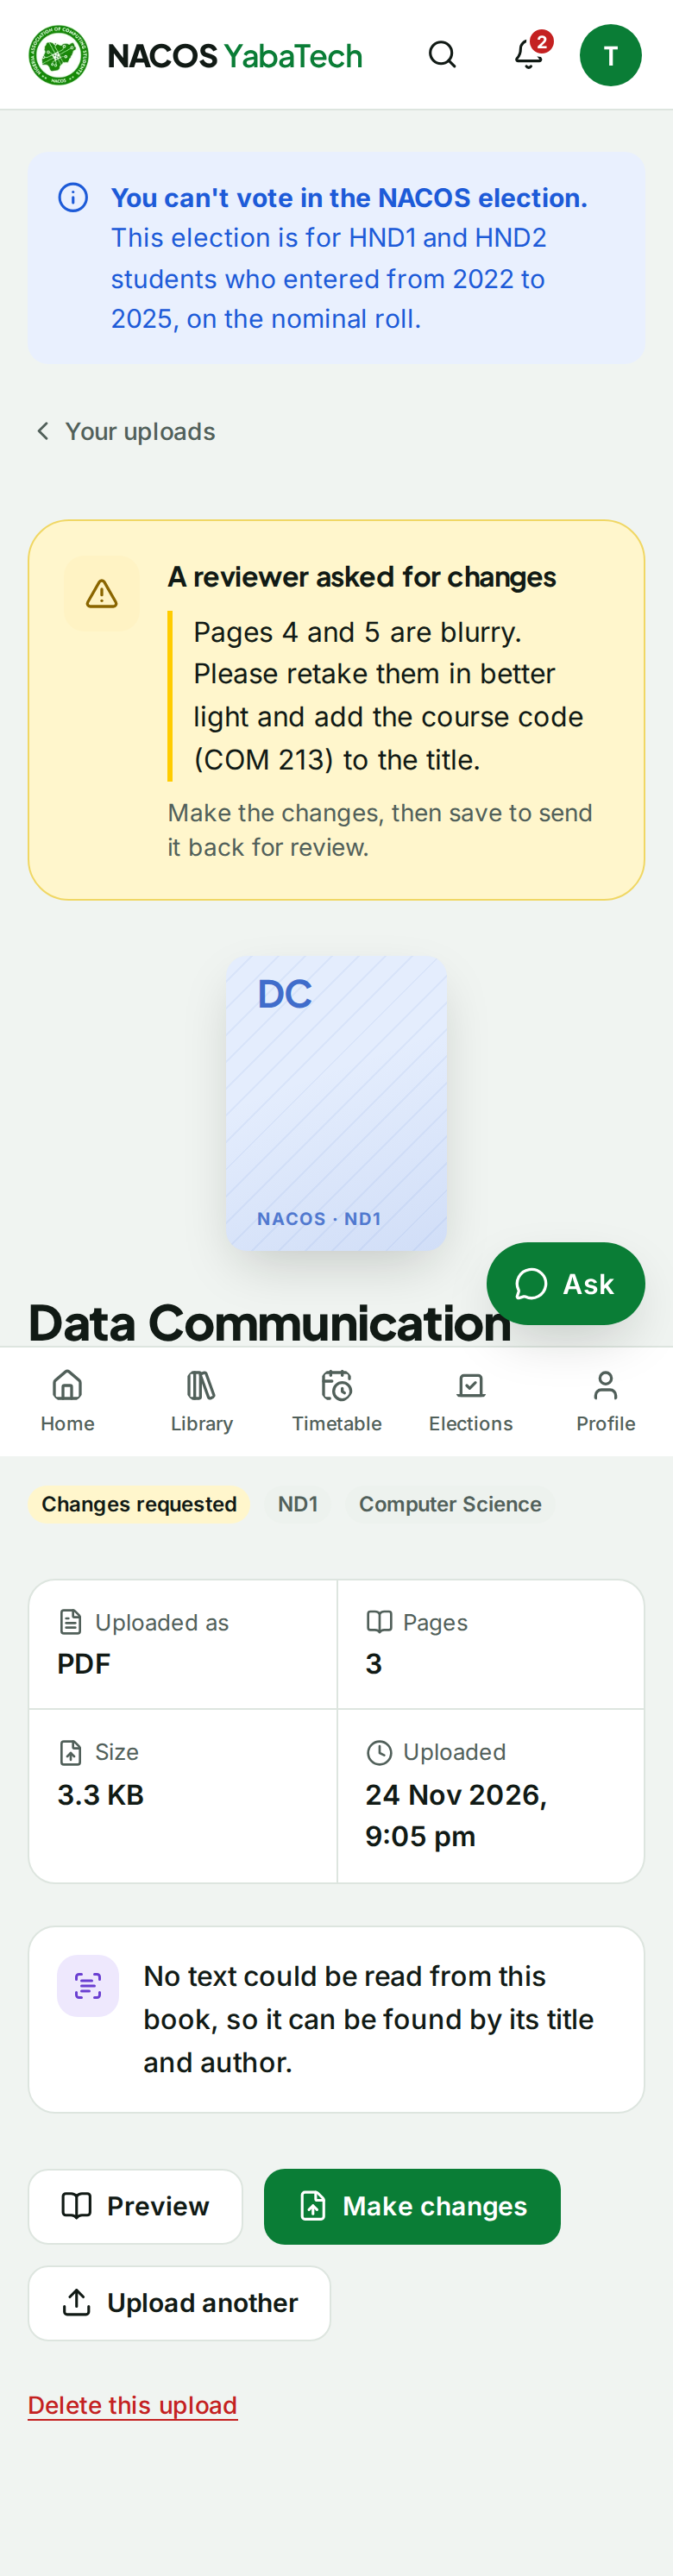 NACOS YabaTech
2
T
You can't vote in the NACOS election.
This election is for HND1 and HND2
students who entered from 2022 to
2025, on the nominal roll.
Your uploads
A reviewer asked for changes
Pages 4 and 5 are blurry.
Please retake them in better
light and add the course code
(COM 213) to the title.
Make the changes, then save to send
it back for review.
DC
NACOS · ND1
Ask
Data Communication
Home
Library
Timetable
Elections
Profile
Changes requested
ND1
Computer Science
Uploaded as
PDF
Pages
3
Size
3.3 KB
Uploaded
24 Nov 2026,
9:05 pm
No text could be read from this
book, so it can be found by its title
and author.
Preview
Make changes
Upload another
Delete this upload